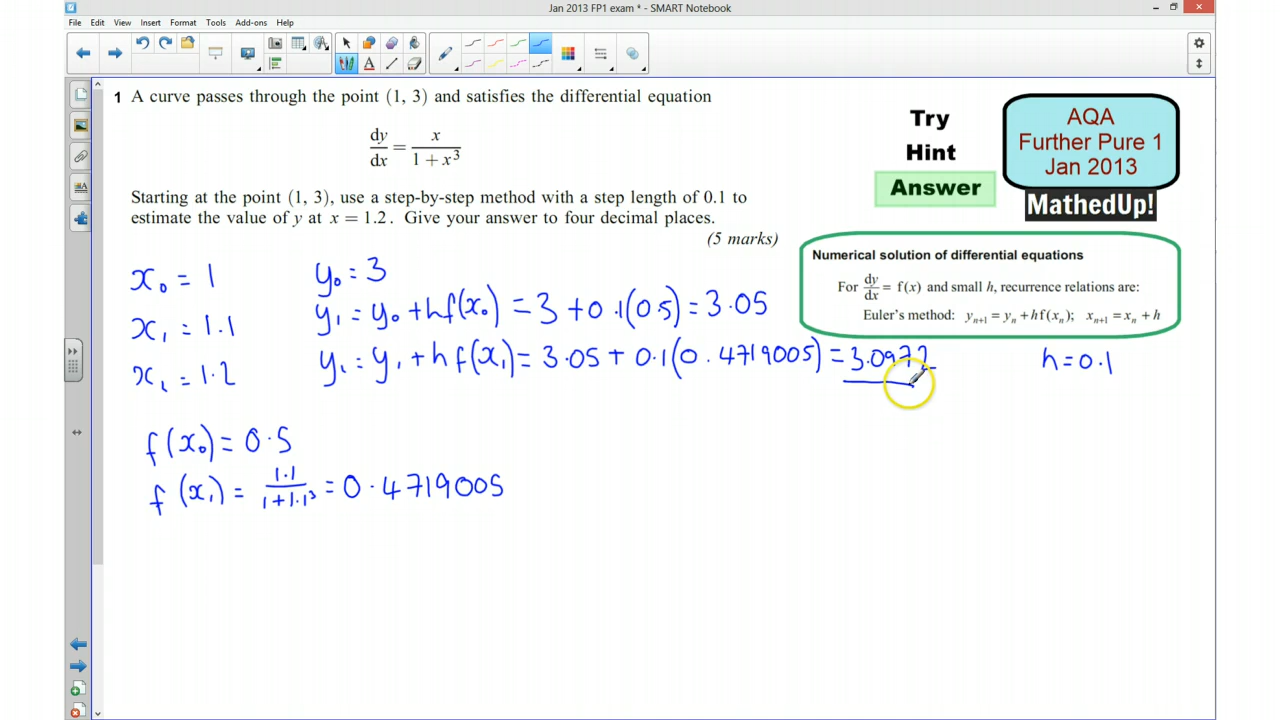 Jan 2013 FP1 exam * - SMART Notebook
File Edit View Insert Format Tools Add-ons Help
1 A curve passes through the point (1, 3) and satisfies the differential equation
dy/dx = x/(1 + x³)
Starting at the point (1, 3), use a step-by-step method with a step length of 0.1 to
estimate the value of y at x = 1.2. Give your answer to four decimal places.
(5 marks)
Try
Hint
Answer
AQA
Further Pure 1
Jan 2013
MathedUp!
Numerical solution of differential equations
For dy/dx = f(x) and small h, recurrence relations are:
Euler's method: yₙ₊₁ = yₙ + hf(xₙ); xₙ₊₁ = xₙ + h
x₀ = 1
y₀ = 3
x₁ = 1.1
y₁ = y₀ + hf(x₀) = 3 + 0.1(0.5) = 3.05
x₂ = 1.2
y₂ = y₁ + hf(x₁) = 3.05 + 0.1(0.4719005) = 3.0972
h = 0.1
f(x₀) = 0.5
f(x₁) = 1.1/(1 + 1.1³) = 0.4719005